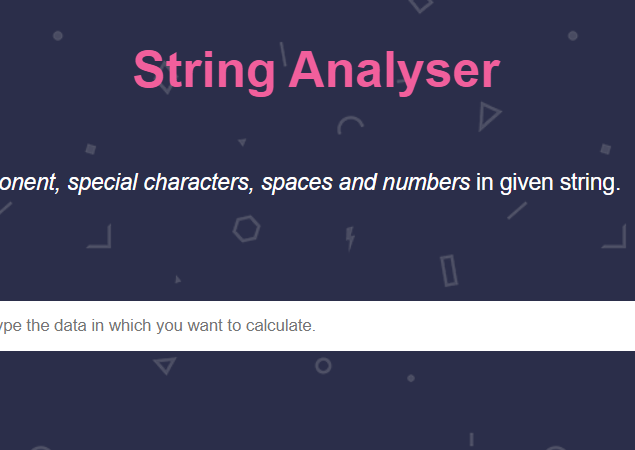 String Analyser
onent, special characters, spaces and numbers in given string.
ype the data in which you want to calculate.